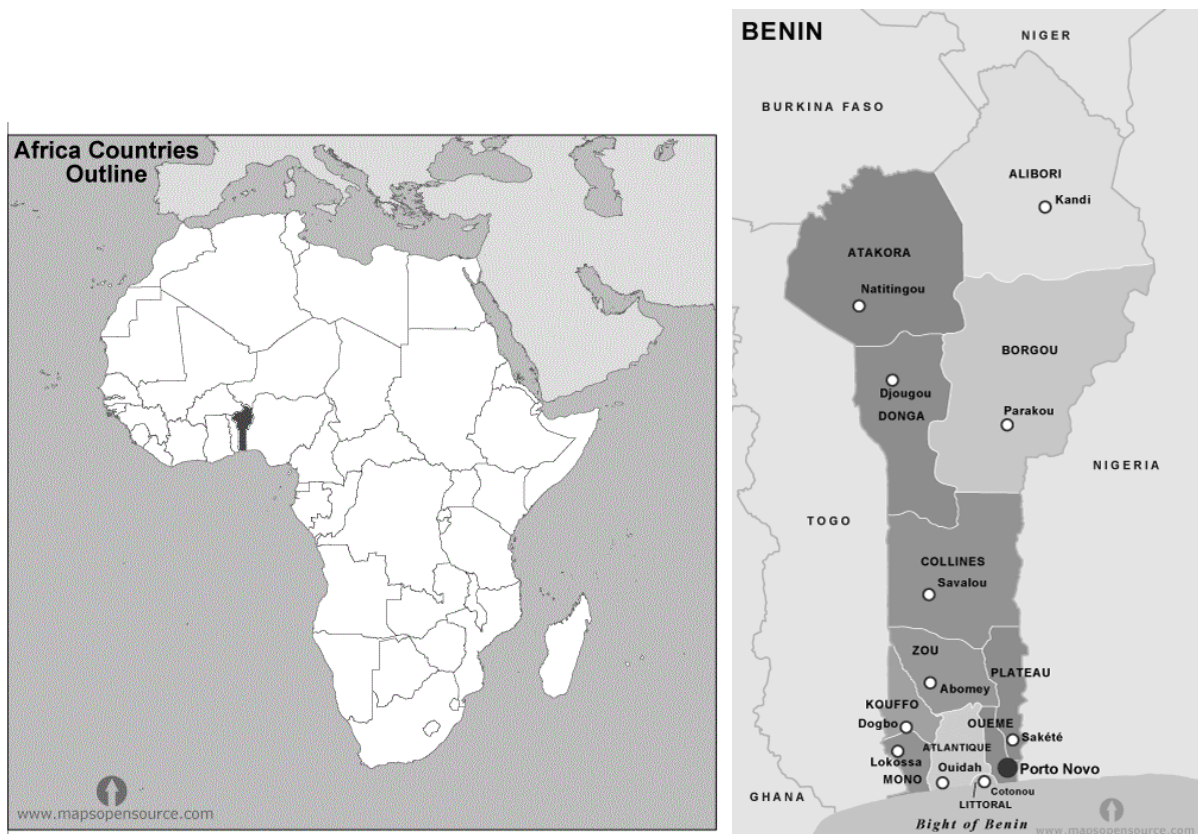 Africa Countries
Outline
www.mapsopensource.com
BENIN
NIGER
BURKINA FASO
ALIBORI
Kandi
ATAKORA
Natitingou
BORGOU
Djougou
DONGA
Parakou
NIGERIA
TOGO
COLLINES
Savalou
ZOU
PLATEAU
Abomey
KOUFFO
Dogbo
OUEME
Sakété
ATLANTIQUE
Lokossa
Ouidah
Porto Novo
MONO
Cotonou
GHANA
LITTORAL
Bight of Benin
www.mapsopensource.com